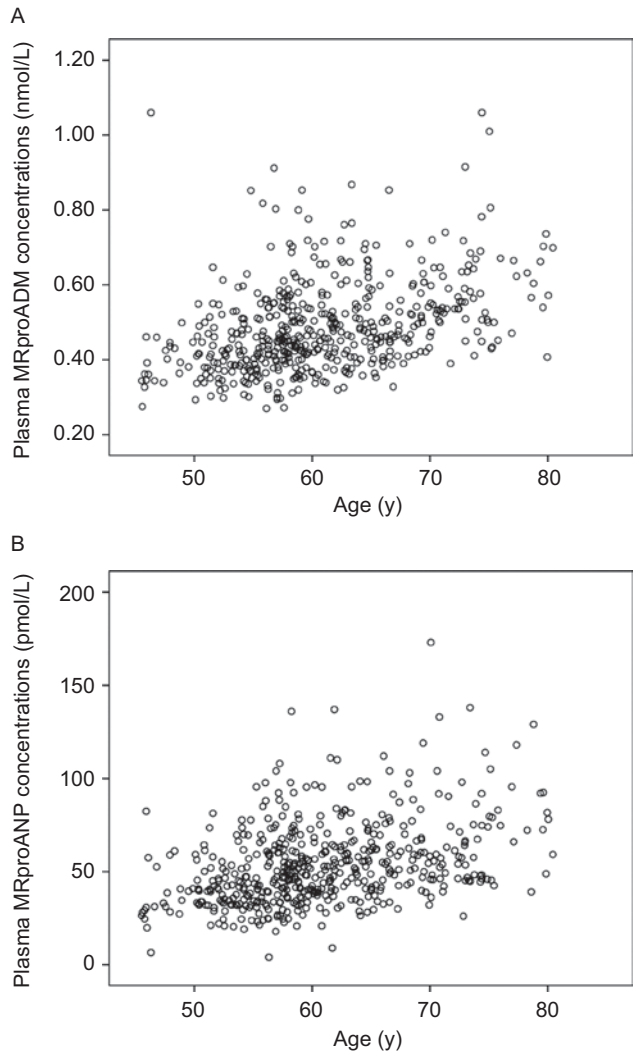 A
Plasma MRproADM concentrations (nmol/L)
1.20
1.00
0.80
0.60
0.40
0.20
50 60 70 80
Age (y)
B
Plasma MRproANP concentrations (pmol/L)
200
150
100
50
0
50 60 70 80
Age (y)